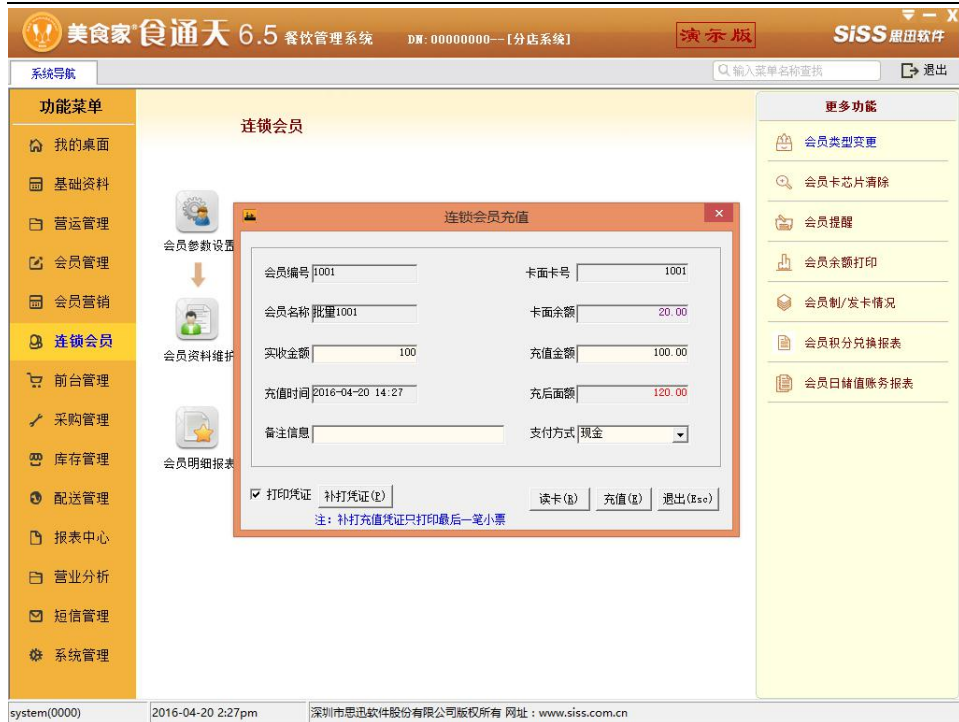 美食家®食通天 6.5 餐饮管理系统 DN:00000000--[分店系统] 演示版 SiSS 思迅软件
系统导航 输入菜单名称查找 退出
功能菜单
我的桌面
基础资料
营运管理
会员管理
会员营销
连锁会员
前台管理
采购管理
库存管理
配送管理
报表中心
营业分析
短信管理
系统管理
连锁会员
会员参数设置
会员资料维护
会员明细报表
连锁会员充值
会员编号 1001 卡面卡号 1001
会员名称 批量1001 卡面余额 20.00
实收金额 100 充值金额 100.00
充值时间 2016-04-20 14:27 充后面额 120.00
备注信息 支付方式 现金
打印凭证 补打凭证(P) 读卡(R) 充值(E) 退出(Esc)
注: 补打充值凭证只打印最后一笔小票
更多功能
会员类型变更
会员卡芯片清除
会员提醒
会员余额打印
会员制/发卡情况
会员积分兑换报表
会员日储值账务报表
system(0000) 2016-04-20 2:27pm 深圳市思迅软件股份有限公司版权所有 网址：www.siss.com.cn